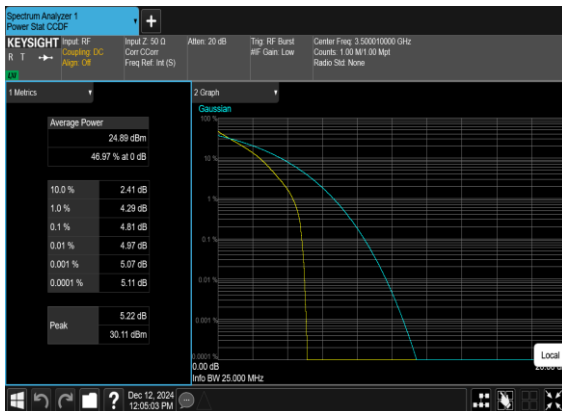 Spectrum Analyzer 1
Power Stat CCDF
KEYSIGHT
R T
Input: RF
Coupling: DC
Align: Off
Input Z: 50 Ω
Corr CCorr
Freq Ref: Int (S)
Atten: 20 dB
Trig: RF Burst
#IF Gain: Low
Center Freq: 3.500010000 GHz
Counts: 1.00 M/1.00 Mpt
Radio Std: None
1 Metrics
Average Power
24.89 dBm
46.97 % at 0 dB
10.0 % 2.41 dB
1.0 % 4.29 dB
0.1 % 4.81 dB
0.01 % 4.97 dB
0.001 % 5.07 dB
0.0001 % 5.11 dB
Peak
5.22 dB
30.11 dBm
2 Graph
Gaussian
100 %
10 %
1 %
0.1 %
0.01 %
0.001 %
0.0001 %
0.00 dB
Info BW 25.000 MHz
Local
Dec 12, 2024
12:05:03 PM